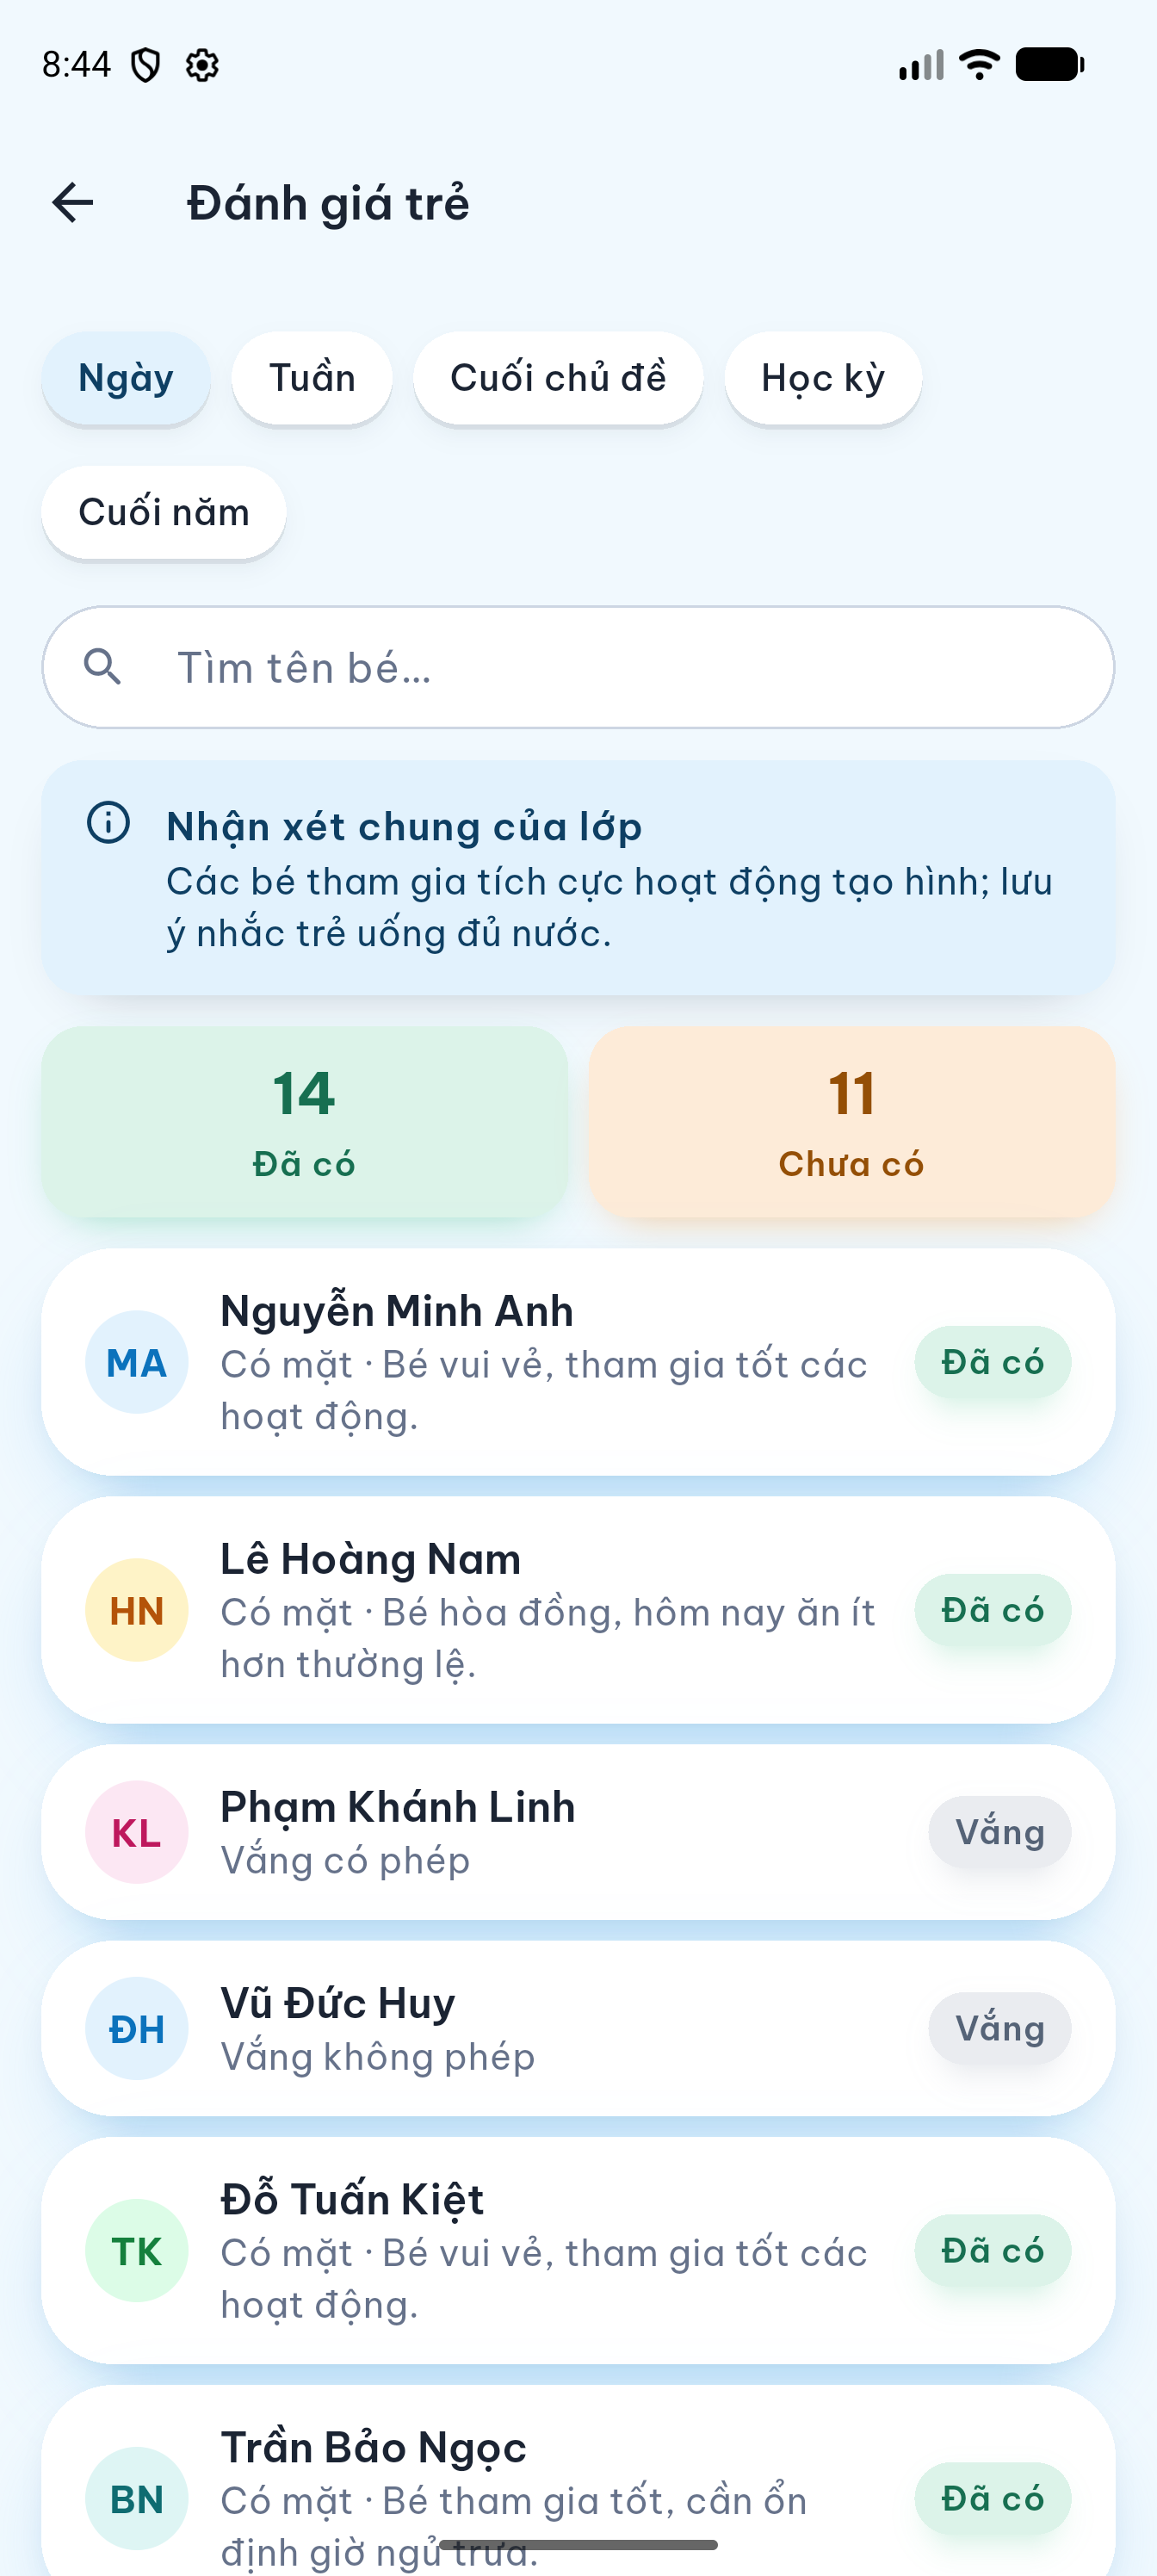 8:44
Đánh giá trẻ
Ngày
Tuần
Cuối chủ đề
Học kỳ
Cuối năm
Tìm tên bé...
Nhận xét chung của lớp
Các bé tham gia tích cực hoạt động tạo hình; lưu
ý nhắc trẻ uống đủ nước.
14
Đã có
11
Chưa có
MA
Nguyễn Minh Anh
Có mặt · Bé vui vẻ, tham gia tốt các
hoạt động.
Đã có
HN
Lê Hoàng Nam
Có mặt · Bé hòa đồng, hôm nay ăn ít
hơn thường lệ.
Đã có
KL
Phạm Khánh Linh
Vắng có phép
Vắng
ĐH
Vũ Đức Huy
Vắng không phép
Vắng
TK
Đỗ Tuấn Kiệt
Có mặt · Bé vui vẻ, tham gia tốt các
hoạt động.
Đã có
BN
Trần Bảo Ngọc
Có mặt · Bé tham gia tốt, cần ổn
định giờ ngủ trưa.
Đã có